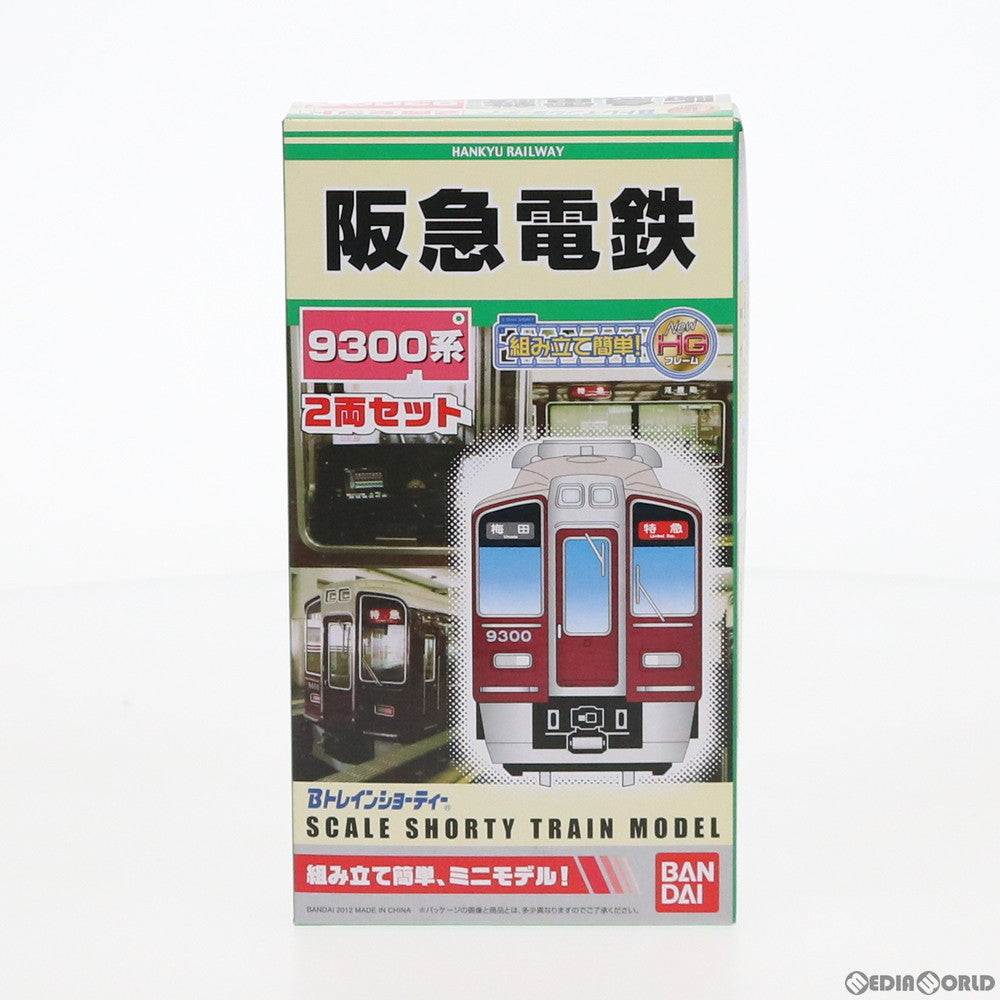 HANKYU RAILWAY
阪急電鉄
9300系
組み立て簡単!
New
HG
フレーム
2両セット
特急
梅田
特急
9300
特急
Bトレインショーティー®
SCALE SHORTY TRAIN MODEL
組み立て簡単、ミニモデル!
BAN
DAI
BANDAI 2012 MADE IN CHINA ※パッケージの画像と商品とは、多少異なりますのでご了承ください。
MEDIAWORLD